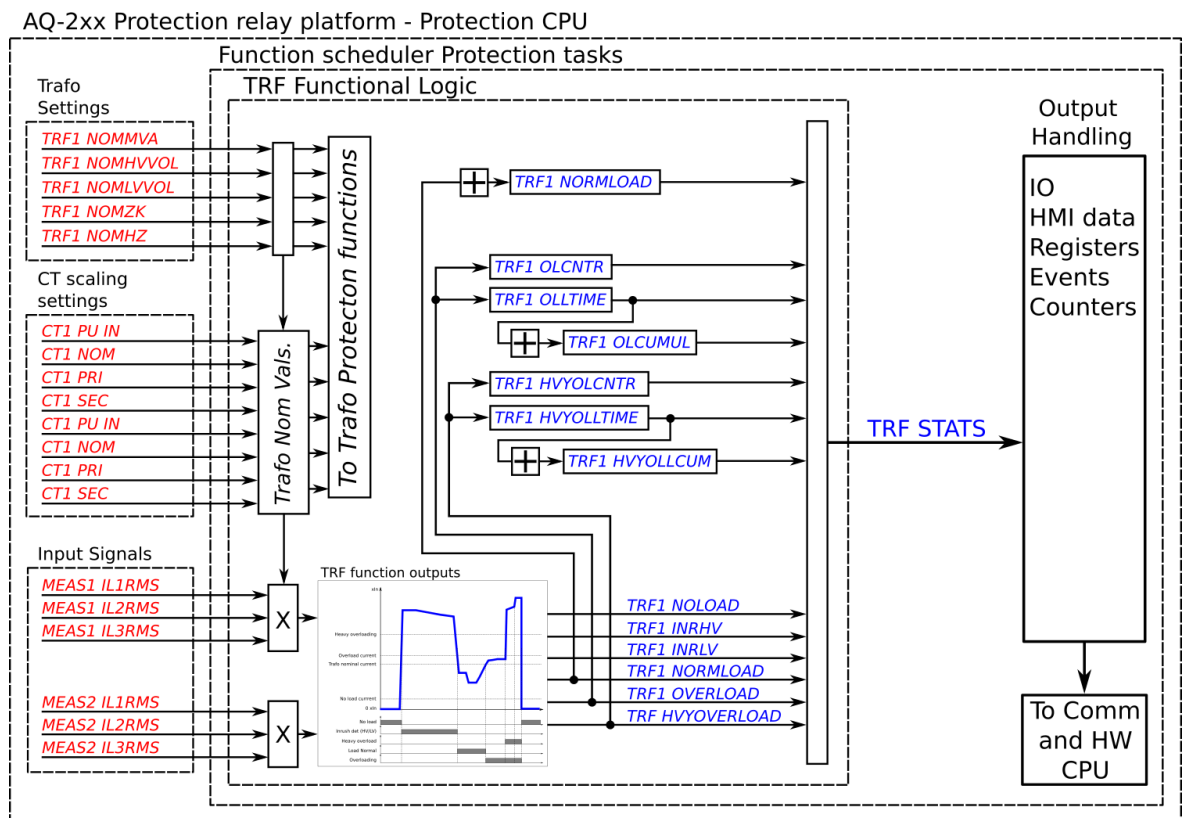 AQ-2xx Protection relay platform - Protection CPU
Function scheduler Protection tasks
TRF Functional Logic
Trafo
Settings
TRF1 NOMMVA
TRF1 NOMHVVOL
TRF1 NOMLVVOL
TRF1 NOMZK
TRF1 NOMHZ
CT scaling
settings
CT1 PU IN
CT1 NOM
CT1 PRI
CT1 SEC
CT1 PU IN
CT1 NOM
CT1 PRI
CT1 SEC
Input Signals
MEAS1 IL1RMS
MEAS1 IL2RMS
MEAS1 IL3RMS
MEAS2 IL1RMS
MEAS2 IL2RMS
MEAS2 IL3RMS
Trafo Nom Vals.
To Trafo Protecton functions
X
X
TRF1 NORMLOAD
TRF1 OLCNTR
TRF1 OLLTIME
TRF1 OLCUMUL
TRF1 HVYOLCNTR
TRF1 HVYOLLTIME
TRF1 HVYOLLCUM
TRF function outputs
Heavy overloading
Overload current
Trafo nominal current
No load current
No load
Inrush det (HV/LV)
Heavy overload
Load Normal
Overloading
TRF1 NOLOAD
TRF1 INRHV
TRF1 INRLV
TRF1 NORMLOAD
TRF1 OVERLOAD
TRF HVYOVERLOAD
TRF STATS
Output
Handling
IO
HMI data
Registers
Events
Counters
To Comm
and HW
CPU